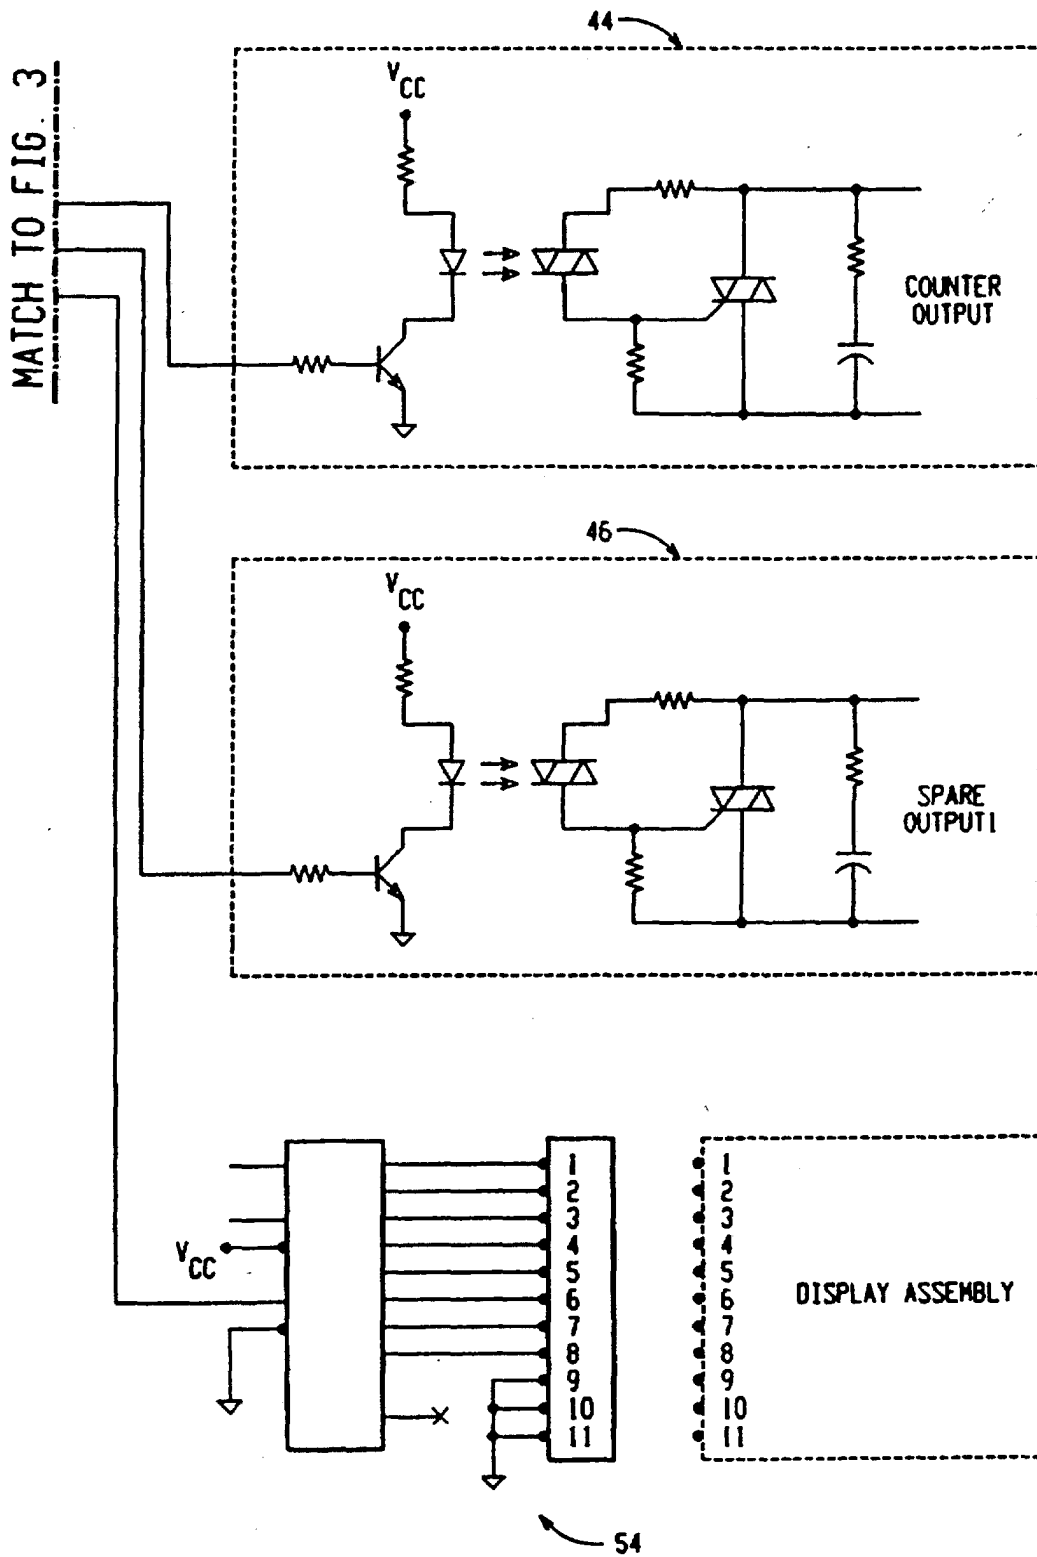 44
MATCH TO FIG. 3
VCC
COUNTER
OUTPUT
46
VCC
SPARE
OUTPUT1
1
2
3
4
5
6
7
8
9
10
11
VCC
1
2
3
4
5
6
7
8
9
10
11
DISPLAY ASSEMBLY
54